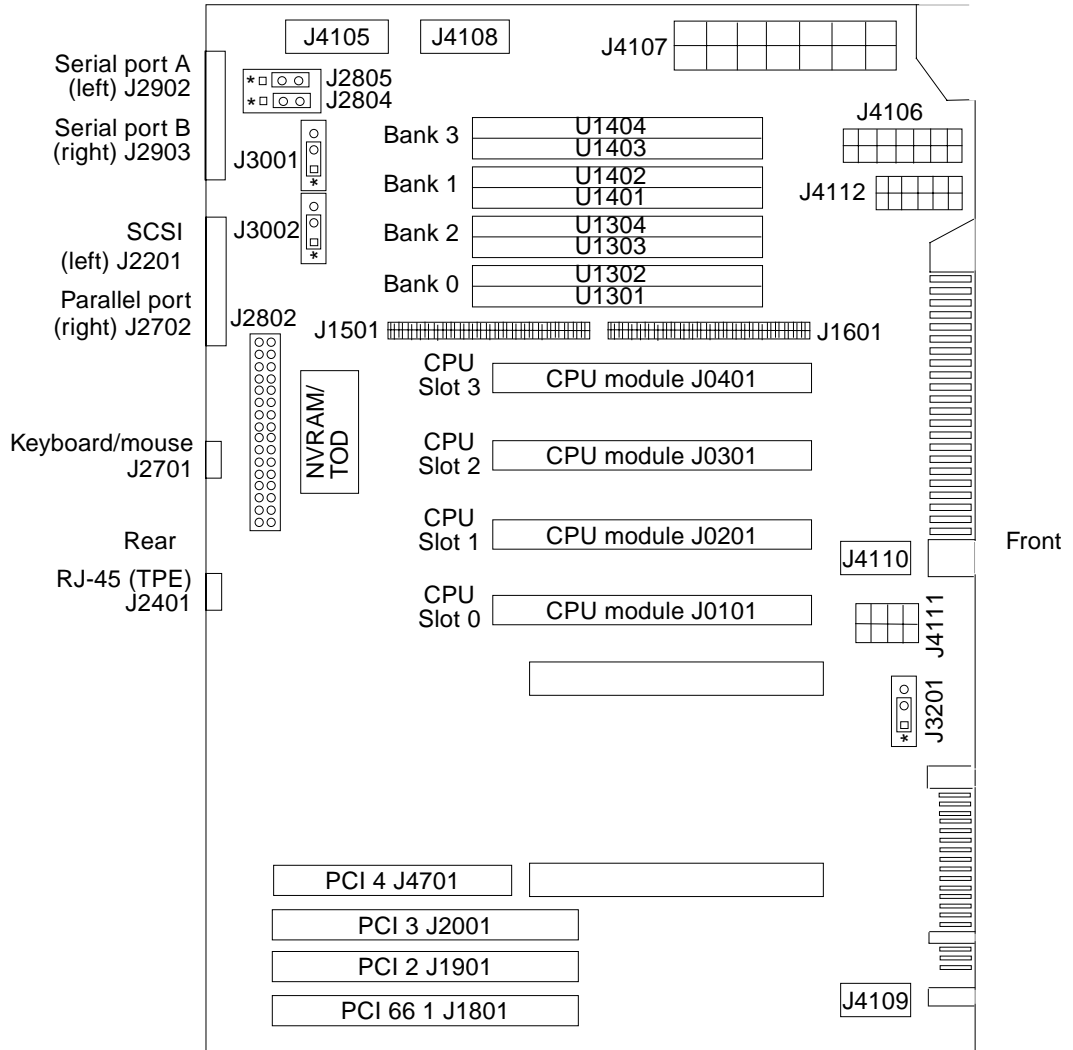 J4105
J4108
J4107
Serial port A
(left) J2902
* J2805
* J2804
J4106
Serial port B
(right) J2903
J3001
*
Bank 3
U1404
U1403
Bank 1
U1402
U1401
J4112
SCSI
(left) J2201
J3002
*
Bank 2
U1304
U1303
Bank 0
U1302
U1301
Parallel port
(right) J2702
J2802
J1501
J1601
CPU
Slot 3
CPU module J0401
NVRAM/
TOD
Keyboard/mouse
J2701
CPU
Slot 2
CPU module J0301
CPU
Slot 1
CPU module J0201
Rear
Front
J4110
RJ-45 (TPE)
J2401
CPU
Slot 0
CPU module J0101
J4111
J3201
*
PCI 4 J4701
PCI 3 J2001
PCI 2 J1901
PCI 66 1 J1801
J4109